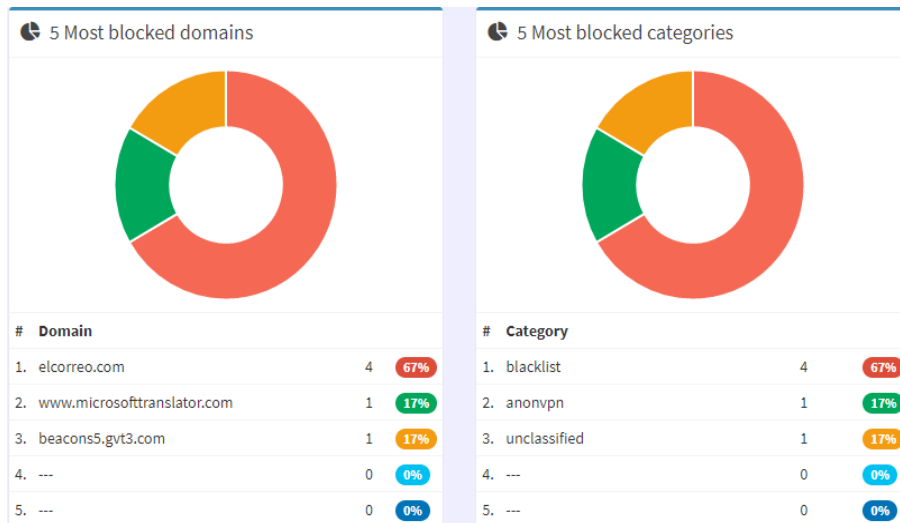 5 Most blocked domains
# Domain
1. elcorreo.com 4 67%
2. www.microsofttranslator.com 1 17%
3. beacons5.gvt3.com 1 17%
4. --- 0 0%
5. --- 0 0%
5 Most blocked categories
# Category
1. blacklist 4 67%
2. anonvpn 1 17%
3. unclassified 1 17%
4. --- 0 0%
5. --- 0 0%